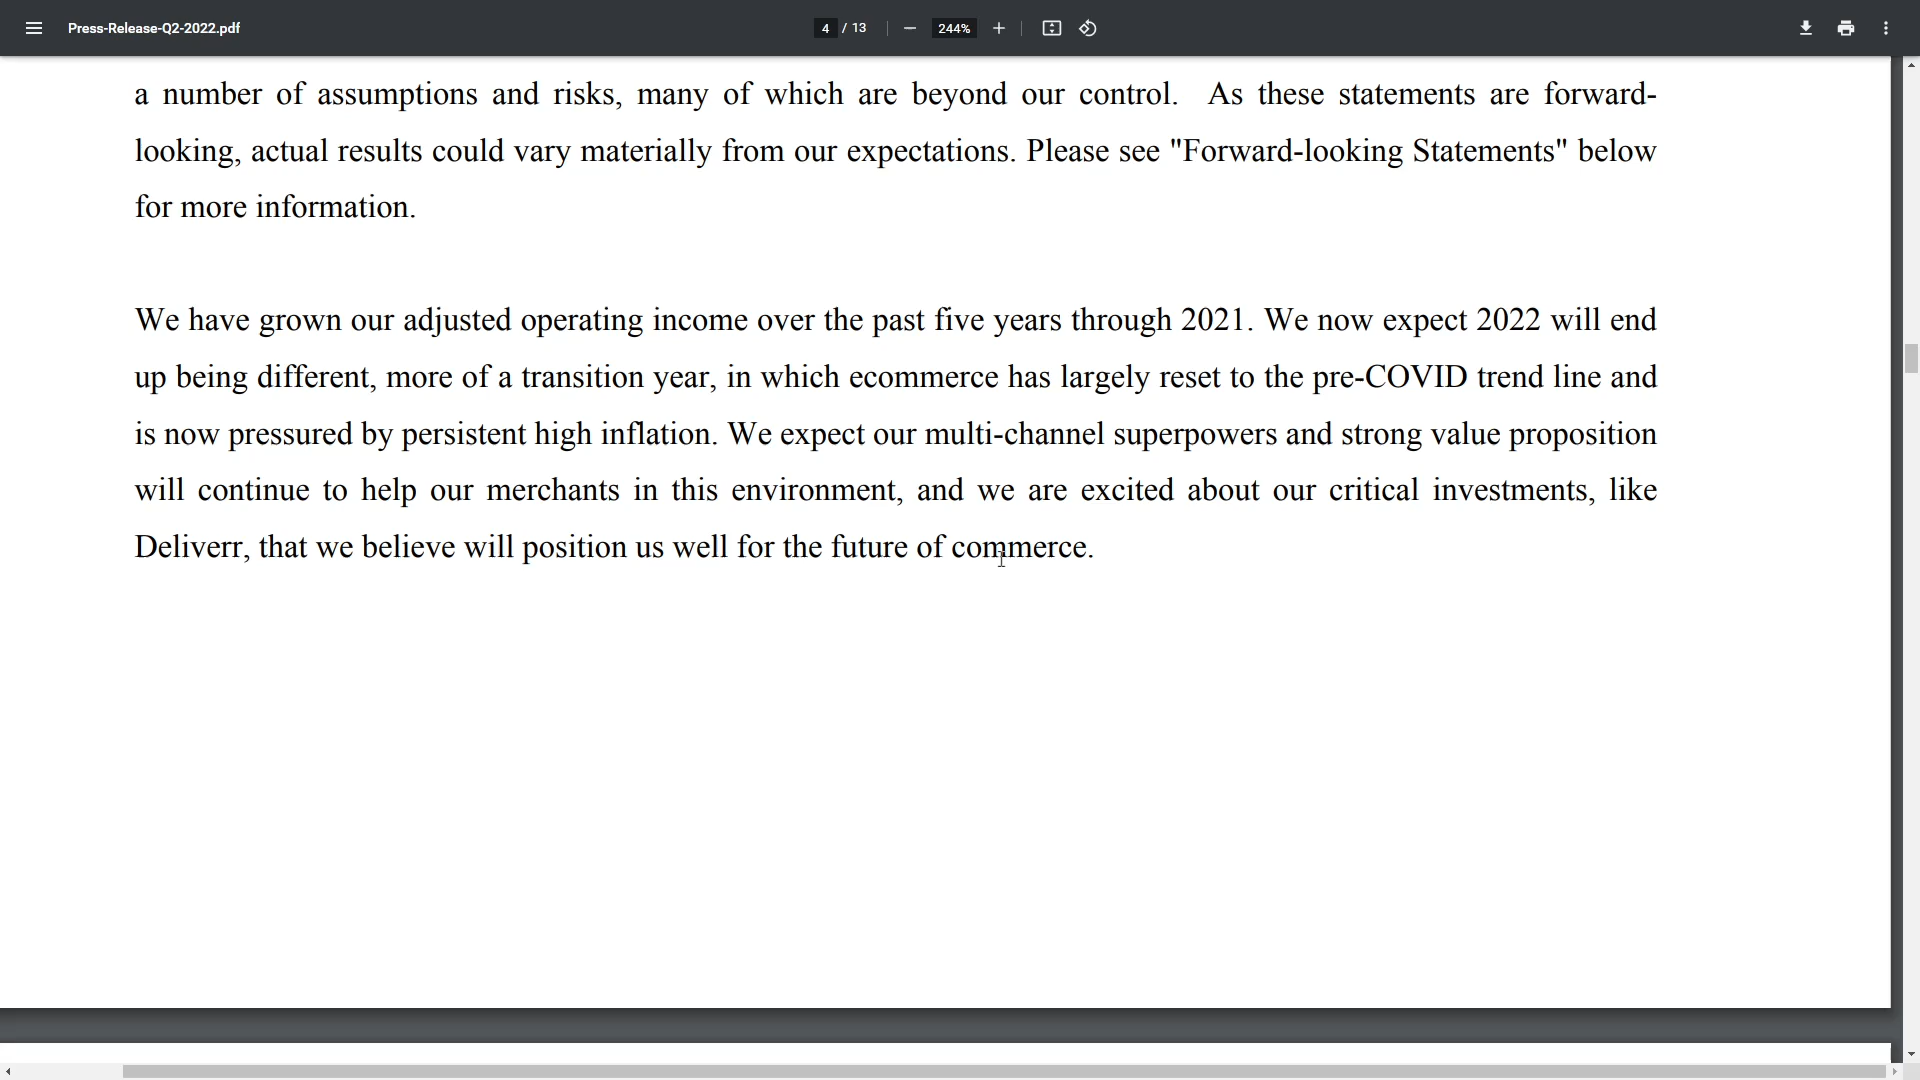 Press-Release-Q2-2022.pdf
4 / 13
244%
a number of assumptions and risks, many of which are beyond our control.  As these statements are forward-
looking, actual results could vary materially from our expectations. Please see "Forward-looking Statements" below
for more information.
We have grown our adjusted operating income over the past five years through 2021. We now expect 2022 will end
up being different, more of a transition year, in which ecommerce has largely reset to the pre-COVID trend line and
is now pressured by persistent high inflation. We expect our multi-channel superpowers and strong value proposition
will continue to help our merchants in this environment, and we are excited about our critical investments, like
Deliverr, that we believe will position us well for the future of commerce.